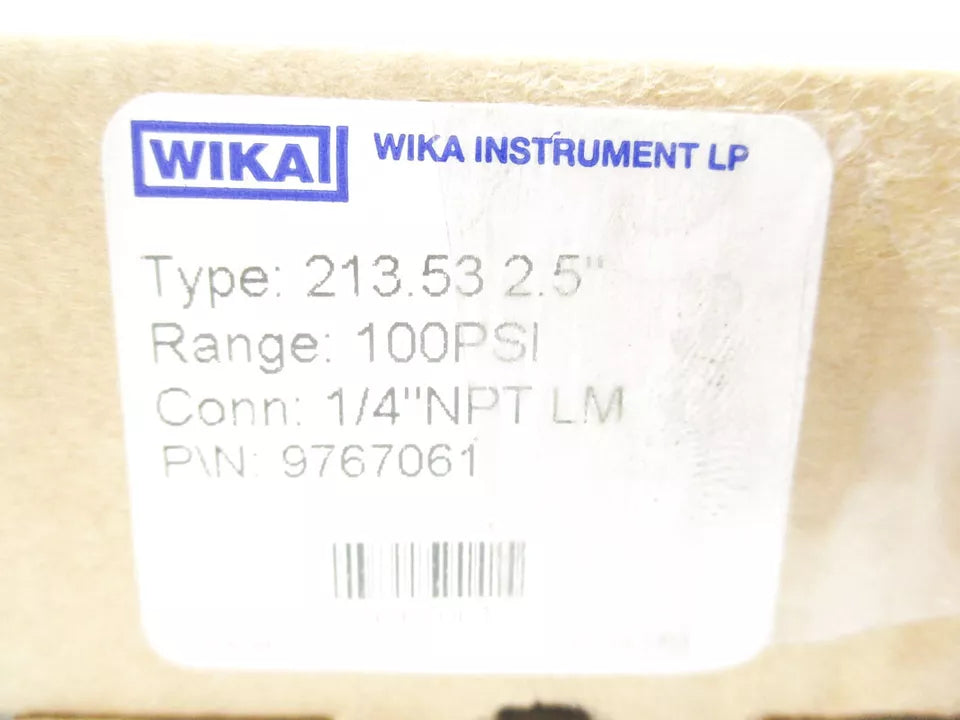 WIKA WIKA INSTRUMENT LP
Type: 213.53 2.5"
Range: 100PSI
Conn: 1/4"NPT LM
P\N: 9767061